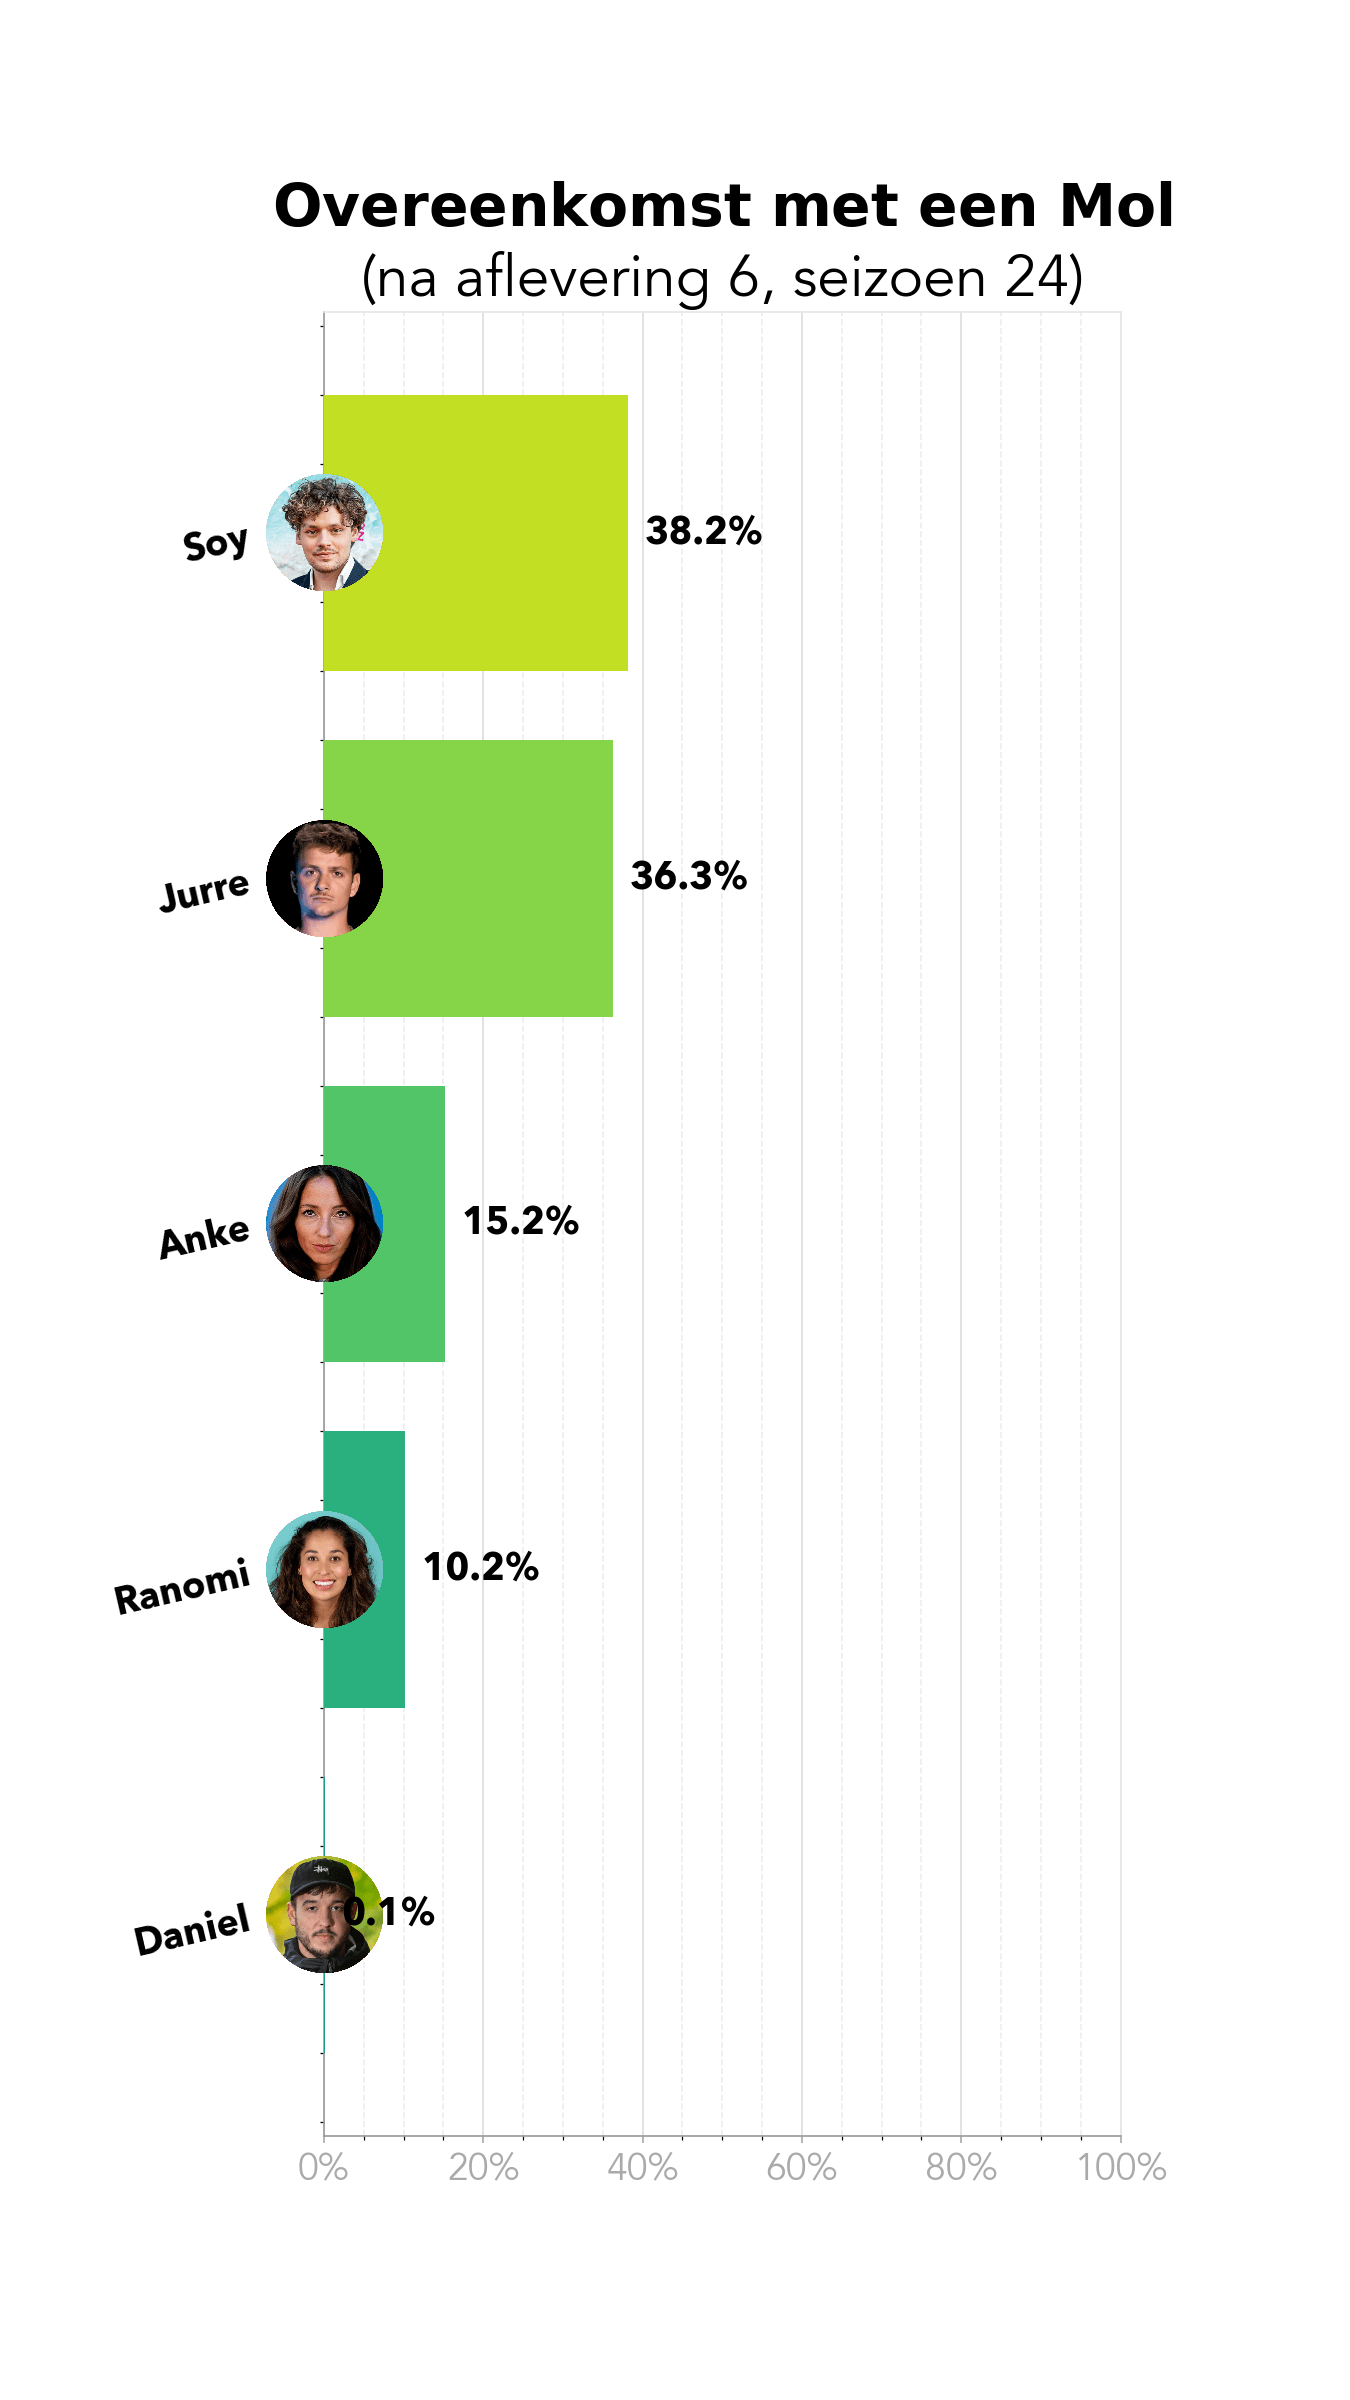 Overeenkomst met een Mol
(na aflevering 6, seizoen 24)
Soy
38.2%
Jurre
36.3%
Anke
15.2%
Ranomi
10.2%
Daniel
0.1%
0% 20% 40% 60% 80% 100%